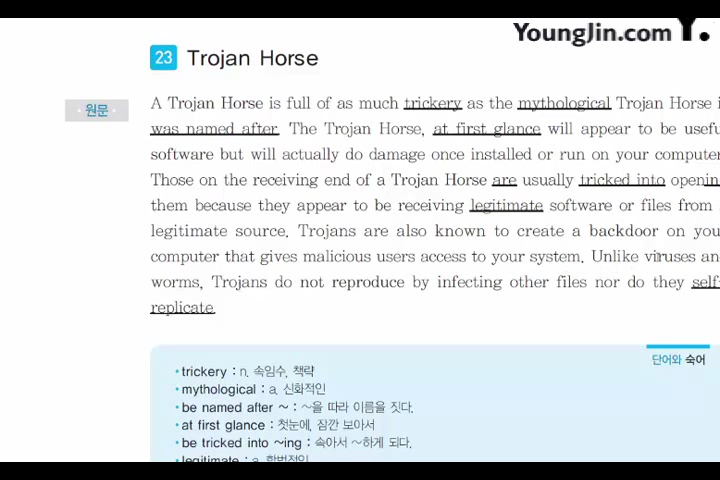 YoungJin.com Y.
23 Trojan Horse
원문
A Trojan Horse is full of as much trickery as the mythological Trojan Horse i
was named after. The Trojan Horse, at first glance will appear to be usefu
software but will actually do damage once installed or run on your computer
Those on the receiving end of a Trojan Horse are usually tricked into openin
them because they appear to be receiving legitimate software or files from
legitimate source. Trojans are also known to create a backdoor on you
computer that gives malicious users access to your system. Unlike viruses an
worms, Trojans do not reproduce by infecting other files nor do they self-
replicate.
단어와 숙어
• trickery : n. 속임수, 책략
• mythological : a. 신화적인
• be named after ~ : ~을 따라 이름을 짓다.
• at first glance : 첫눈에, 잠깐 보아서
• be tricked into ~ing : 속아서 ~하게 되다.
• legitimate : a. 합법적인